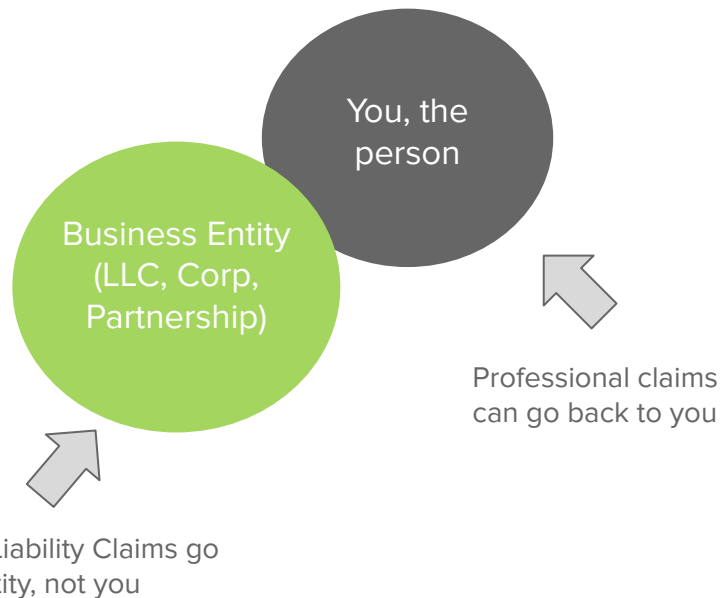 You, the
person
Business Entity
(LLC, Corp,
Partnership)
Professional claims
can go back to you
Liability Claims go
not you